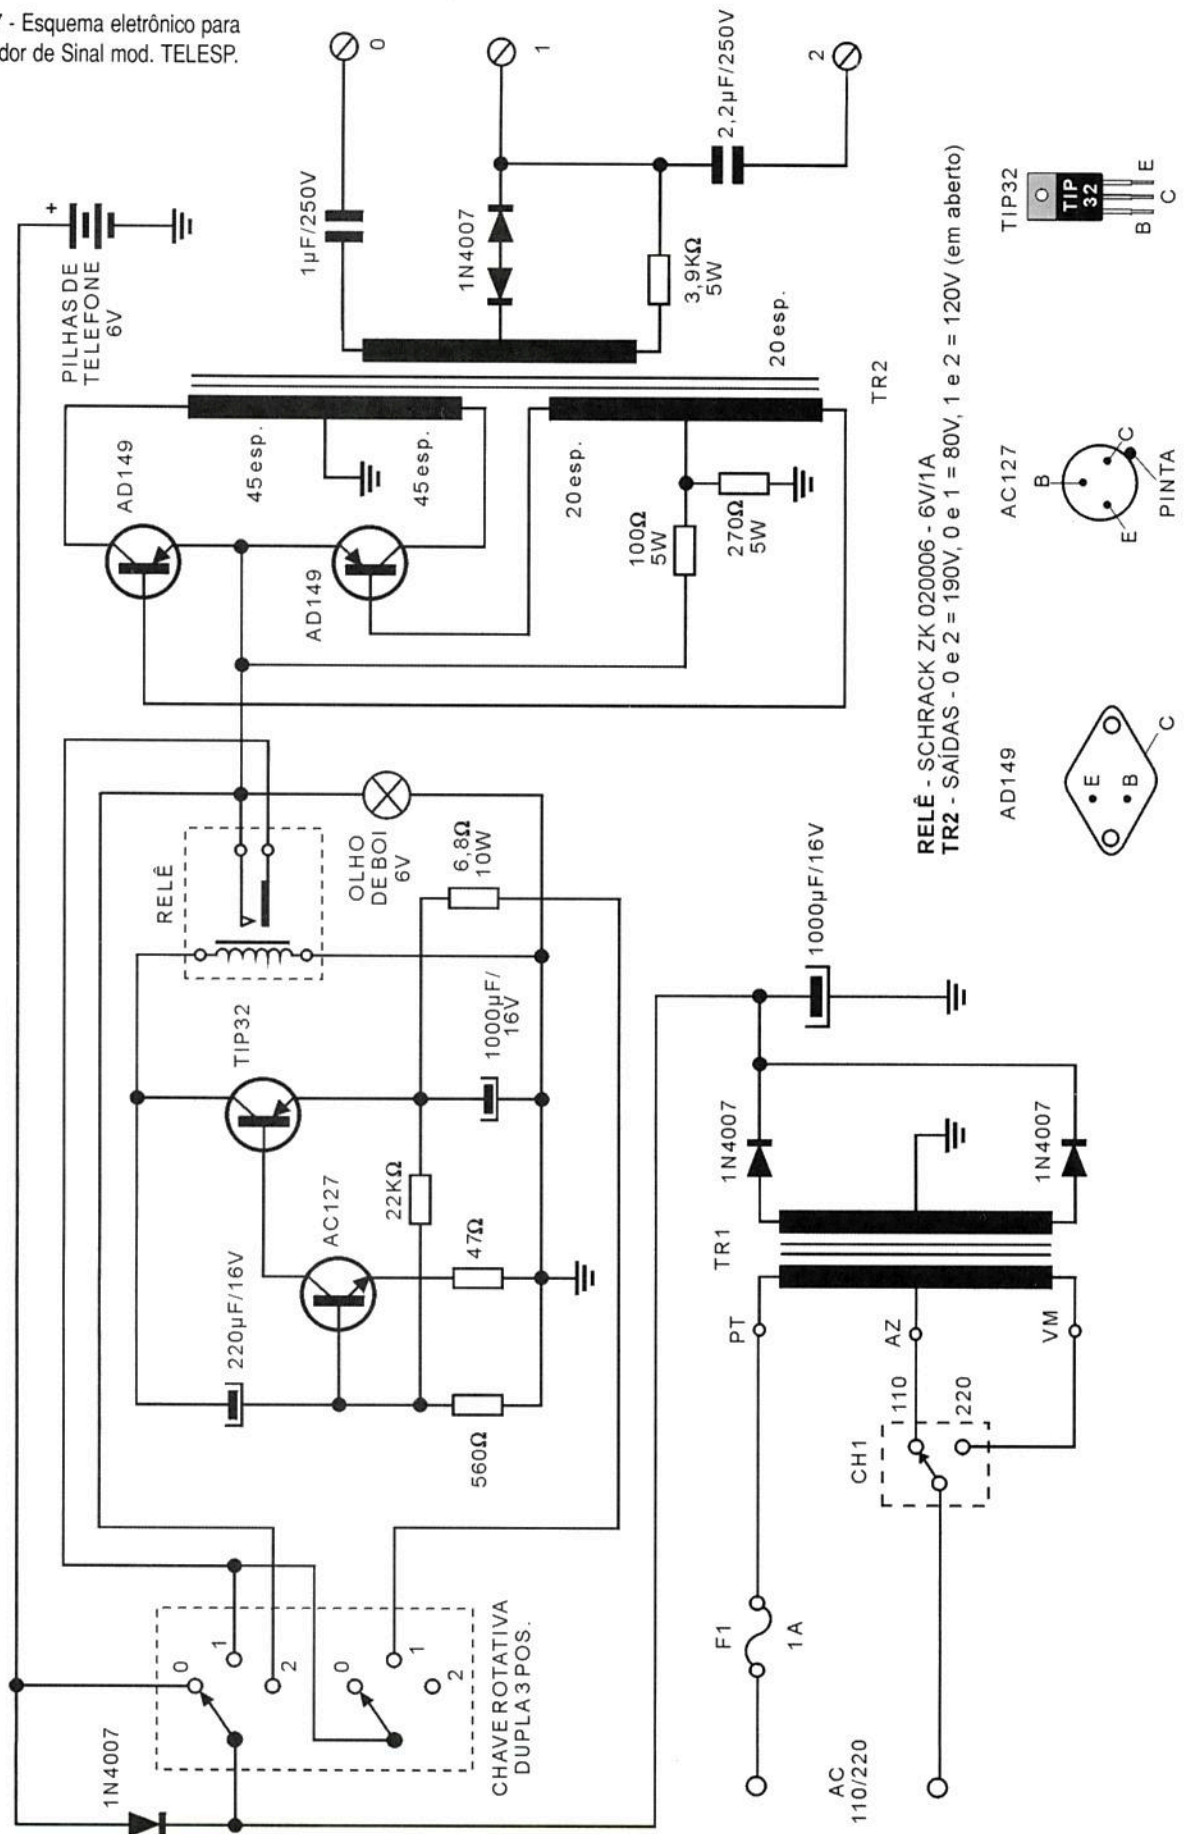 7 - Esquema eletrônico para
dor de Sinal mod. TELESP.
PILHAS DE
TELEFONE
6V
+
0
1
2
1µF/250V
1N4007
2,2µF/250V
3,9KΩ
5W
20esp.
TR2
AD149
45esp.
45esp.
AD149
20esp.
100Ω
5W
270Ω
5W
RELÊ
OLHO
DE BOI
6V
6,8Ω
10W
TIP32
1000µF/
16V
AC127
22KΩ
47Ω
220µF/16V
560Ω
1N4007
0
1
2
0
1
2
CHAVE ROTATIVA
DUPLA 3 POS.
1000µF/16V
1N4007
1N4007
TR1
PT
AZ
VM
110
220
CH1
F1
1A
AC
110/220
RELÊ - SCHRACK ZK 020006 - 6V/1A
TR2 - SAÍDAS - 0 e 2 = 190V, 0 e 1 = 80V, 1 e 2 = 120V (em aberto)
AD149
E
B
C
AC127
B
C
E
PINTA
TIP32
TIP
32
B
C
E